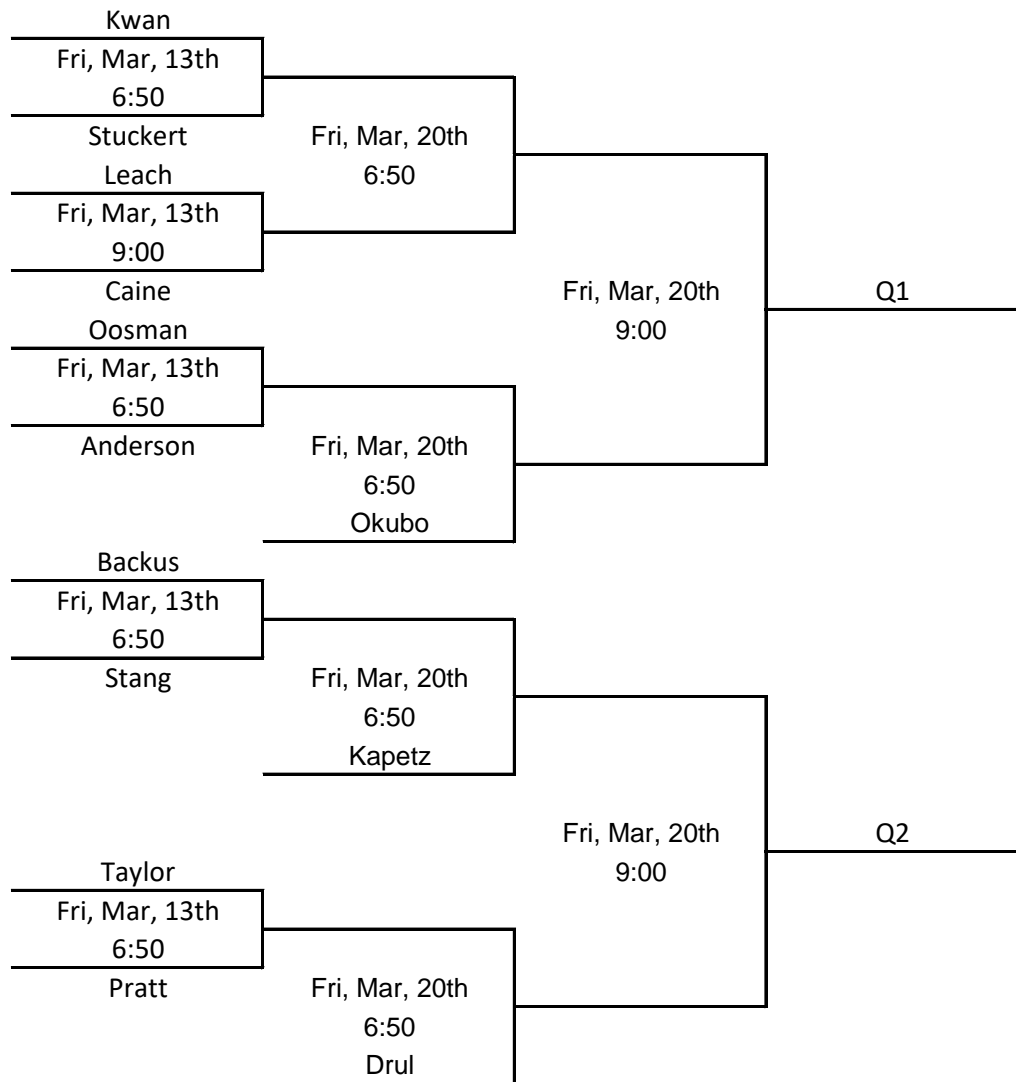 Kwan
Fri, Mar, 13th
6:50
Stuckert
Fri, Mar, 20th
Leach
6:50
Fri, Mar, 13th
9:00
Caine
Fri, Mar, 20th
Q1
Oosman
9:00
Fri, Mar, 13th
6:50
Anderson
Fri, Mar, 20th
6:50
Okubo
Backus
Fri, Mar, 13th
6:50
Stang
Fri, Mar, 20th
6:50
Kapetz
Fri, Mar, 20th
Q2
Taylor
9:00
Fri, Mar, 13th
6:50
Pratt
Fri, Mar, 20th
6:50
Drul